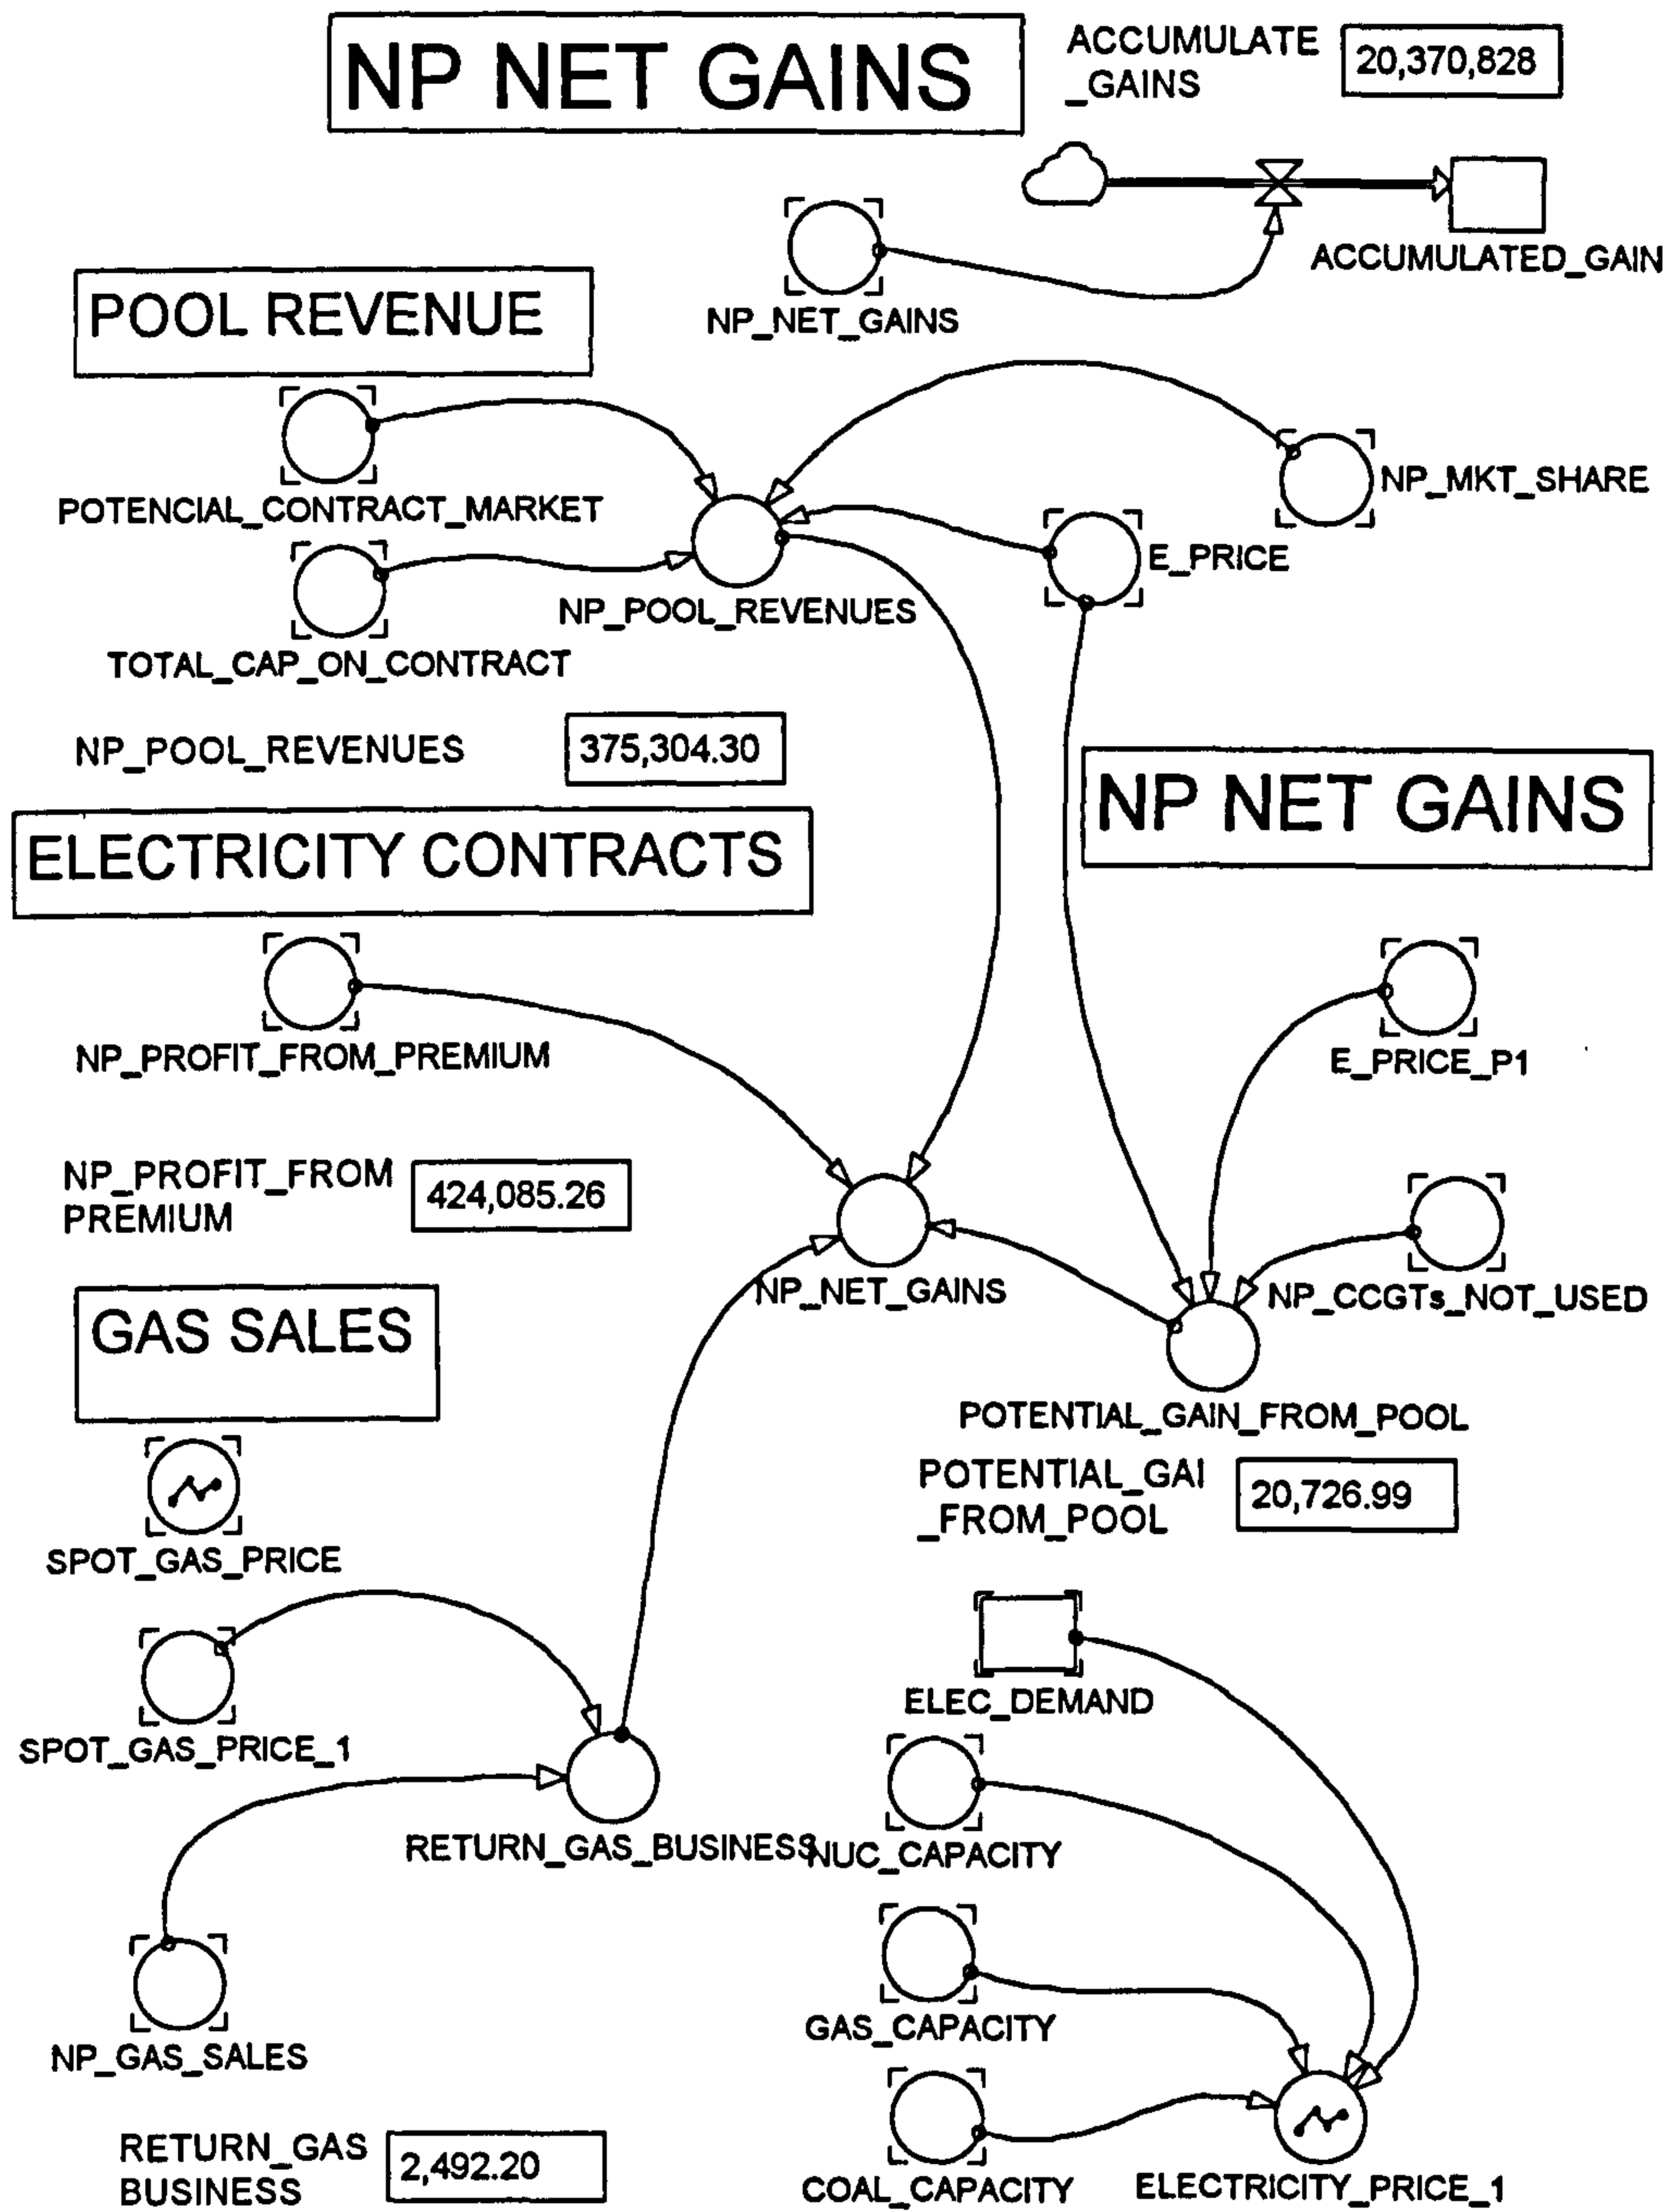 NP NET GAINS
ACCUMULATE
_GAINS
20,370,828
ACCUMULATED_GAIN
NP_NET_GAINS
POOL REVENUE
POTENCIAL_CONTRACT_MARKET
NP_MKT_SHARE
E_PRICE
NP_POOL_REVENUES
TOTAL_CAP_ON_CONTRACT
NP_POOL_REVENUES
375,304.30
NP NET GAINS
ELECTRICITY CONTRACTS
NP_PROFIT_FROM_PREMIUM
E_PRICE_P1
NP_PROFIT_FROM
PREMIUM
424,085.26
NP_NET_GAINS
NP_CCGTs_NOT_USED
GAS SALES
POTENTIAL_GAIN_FROM_POOL
POTENTIAL_GAI
_FROM_POOL
20,726.99
SPOT_GAS_PRICE
ELEC_DEMAND
SPOT_GAS_PRICE_1
RETURN_GAS_BUSINESS
NUC_CAPACITY
GAS_CAPACITY
NP_GAS_SALES
RETURN_GAS
BUSINESS
2,492.20
COAL_CAPACITY
ELECTRICITY_PRICE_1